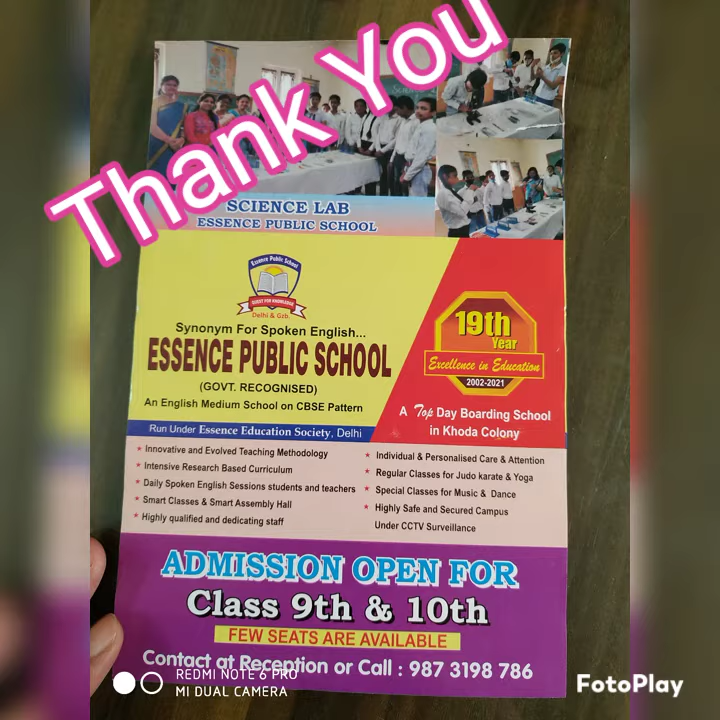 Thank You
SCIENCE LAB
ESSENCE PUBLIC SCHOOL
Essence Public School
QUEST FOR KNOWLEDGE
Delhi & Gzb.
Synonym For Spoken English...
ESSENCE PUBLIC SCHOOL
(GOVT. RECOGNISED)
An English Medium School on CBSE Pattern
Run Under Essence Education Society, Delhi
19th
Year
Excellence in Education
2002-2021
A Top Day Boarding School
in Khoda Colony
* Innovative and Evolved Teaching Methodology
* Intensive Research Based Curriculum
* Daily Spoken English Sessions students and teachers
* Smart Classes & Smart Assembly Hall
* Highly qualified and dedicating staff
* Individual & Personalised Care & Attention
* Regular Classes for Judo karate & Yoga
* Special Classes for Music & Dance
* Highly Safe and Secured Campus
Under CCTV Surveillance
ADMISSION OPEN FOR
Class 9th & 10th
FEW SEATS ARE AVAILABLE
Contact at Reception or Call : 987 3198 786
REDMI NOTE 6 PRO
MI DUAL CAMERA
FotoPlay